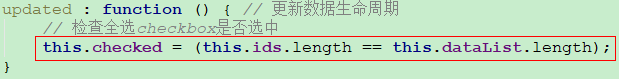 updated : function () { // 更新数据生命周期
// 检查全选checkbox是否选中
this.checked = (this.ids.length == this.dataList.length);
}